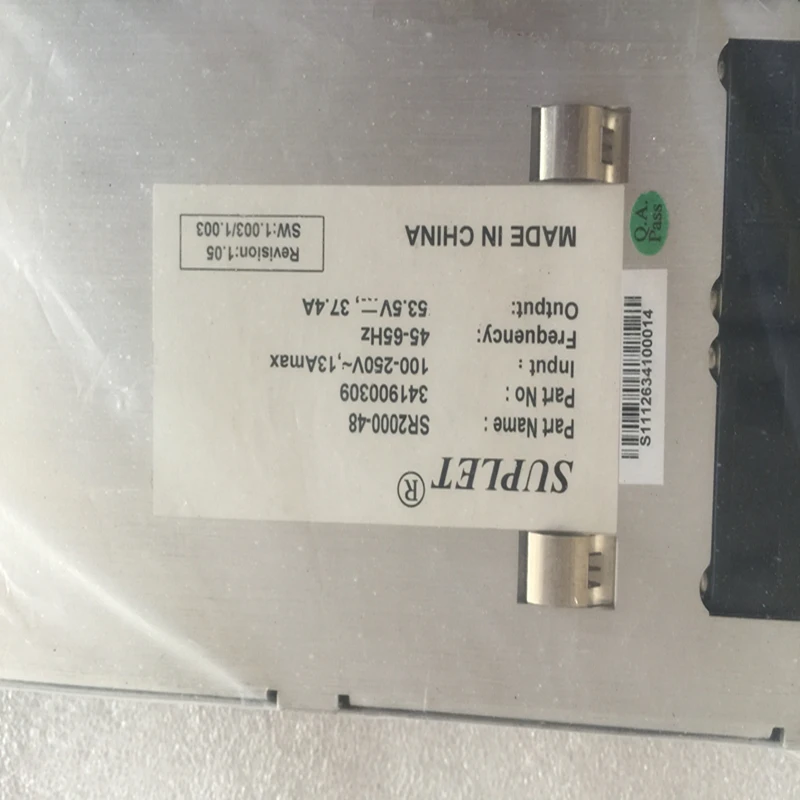 SUPLET ®
Part Name : SR2000-48
Part No : 341900309
Input : 100-250V~,13Amax
Frequency: 45-65Hz
Output: 53.5V⎓, 37.4A
MADE IN CHINA
Revision:1.05
SW:1.003/1.003
S1112634100014
Q.A.
Pass